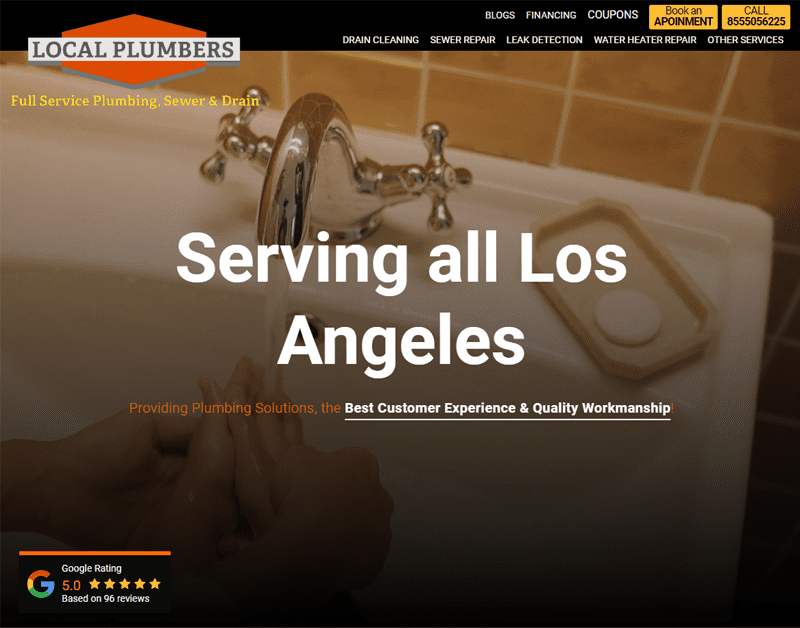 BLOGS FINANCING COUPONS Book an APOINMENT CALL 8555056225
LOCAL PLUMBERS
DRAIN CLEANING SEWER REPAIR LEAK DETECTION WATER HEATER REPAIR OTHER SERVICES
Full Service Plumbing, Sewer & Drain
Serving all Los
Angeles
Providing Plumbing Solutions, the Best Customer Experience & Quality Workmanship!
Google Rating
5.0
Based on 96 reviews